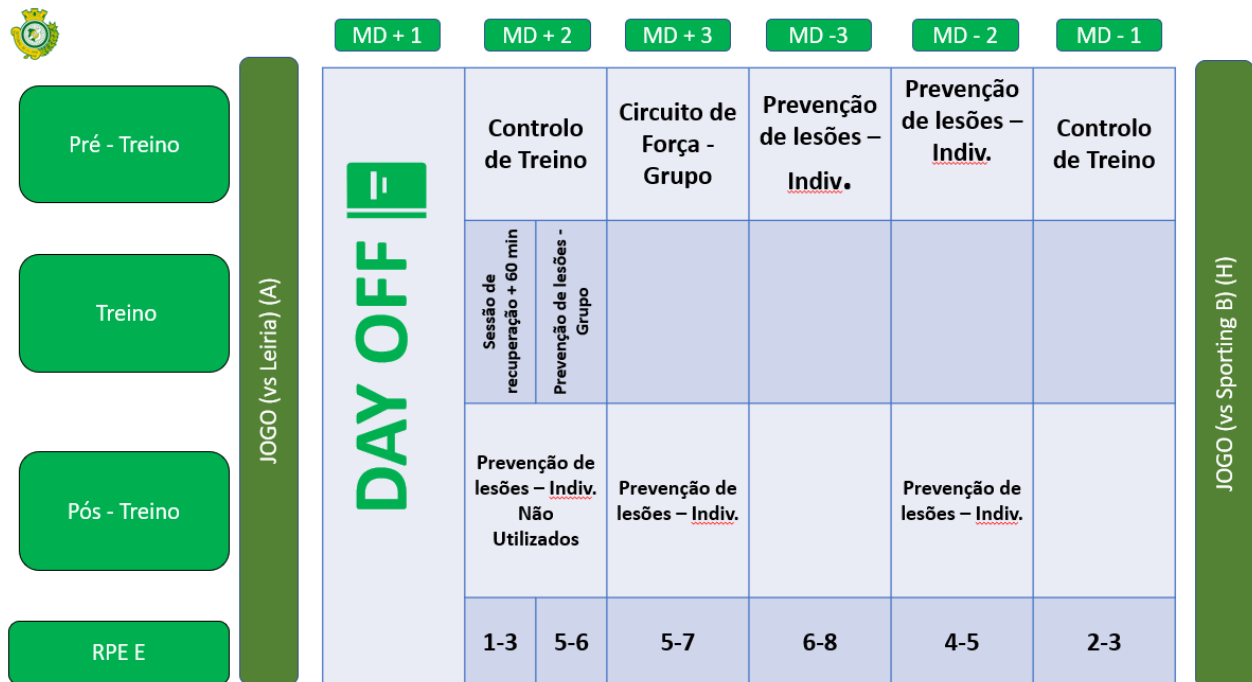 MD + 1
MD + 2
MD + 3
MD -3
MD - 2
MD - 1
Pré - Treino
Treino
Pós - Treino
RPE E
JOGO (vs Leiria) (A)
DAY OFF
Controlo
de Treino
Circuito de
Força -
Grupo
Prevenção
de lesões –
Indiv.
Prevenção
de lesões –
Indiv.
Controlo
de Treino
Sessão de
recuperação + 60 min
Prevenção de lesões -
Grupo
Prevenção de
lesões – Indiv.
Não
Utilizados
Prevenção de
lesões – Indiv.
Prevenção de
lesões – Indiv.
1-3
5-6
5-7
6-8
4-5
2-3
JOGO (vs Sporting B) (H)